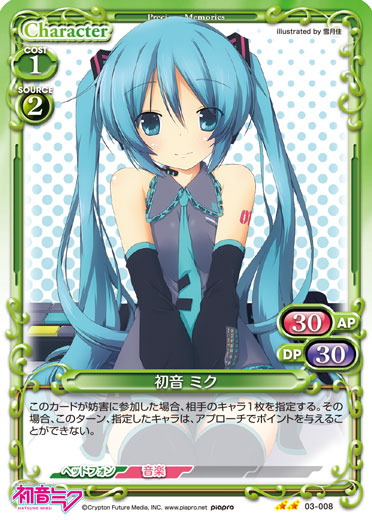 Precious Memories
Character
illustrated by 雪月佳
COST
1
SOURCE
2
01
30 AP
DP 30
初音 ミク
このカードが妨害に参加した場合、相手のキャラ1枚を指定する。その
場合、このターン、指定したキャラは、アプローチでポイントを与えるこ
とができない。
ヘッドフォン 音楽
初音ミク
HATSUNE MIKU
©Crypton Future Media, INC. www.piapro.net piapro
03-008